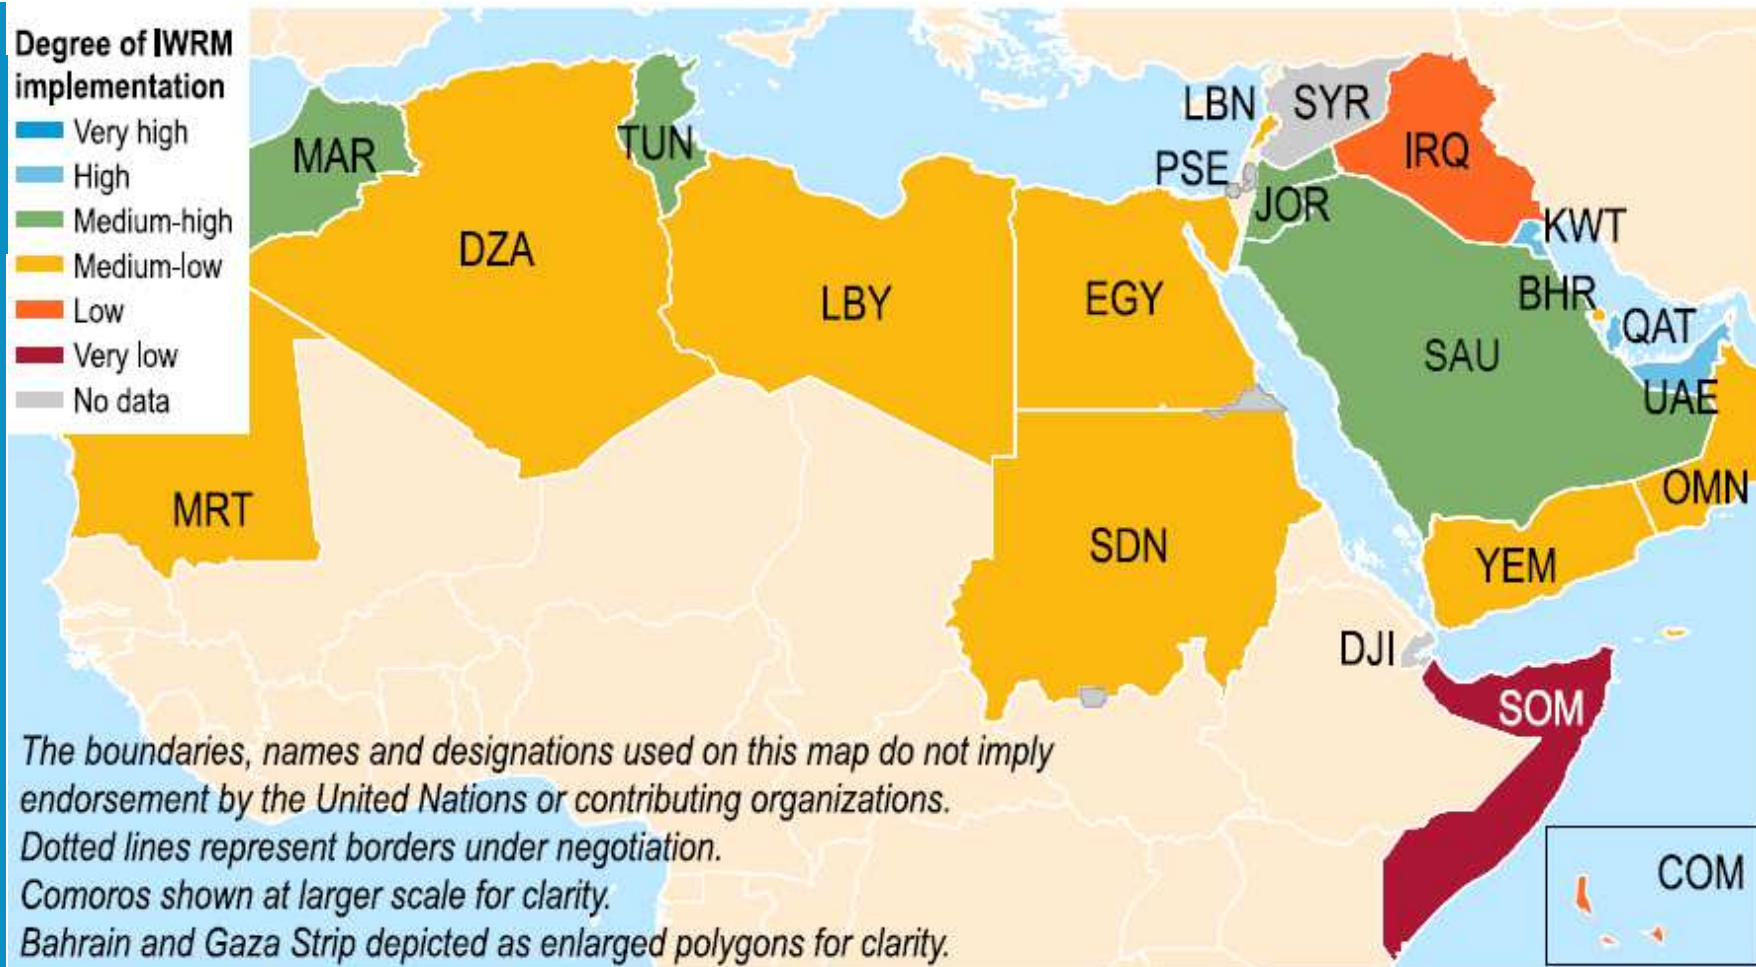 Degree of IWRM
implementation
Very high
High
Medium-high
Medium-low
Low
Very low
No data
MAR
DZA
TUN
LBY
EGY
LBN
SYR
PSE
JOR
IRQ
KWT
BHR
QAT
SAU
UAE
OMN
MRT
SDN
YEM
DJI
SOM
COM
The boundaries, names and designations used on this map do not imply
endorsement by the United Nations or contributing organizations.
Dotted lines represent borders under negotiation.
Comoros shown at larger scale for clarity.
Bahrain and Gaza Strip depicted as enlarged polygons for clarity.